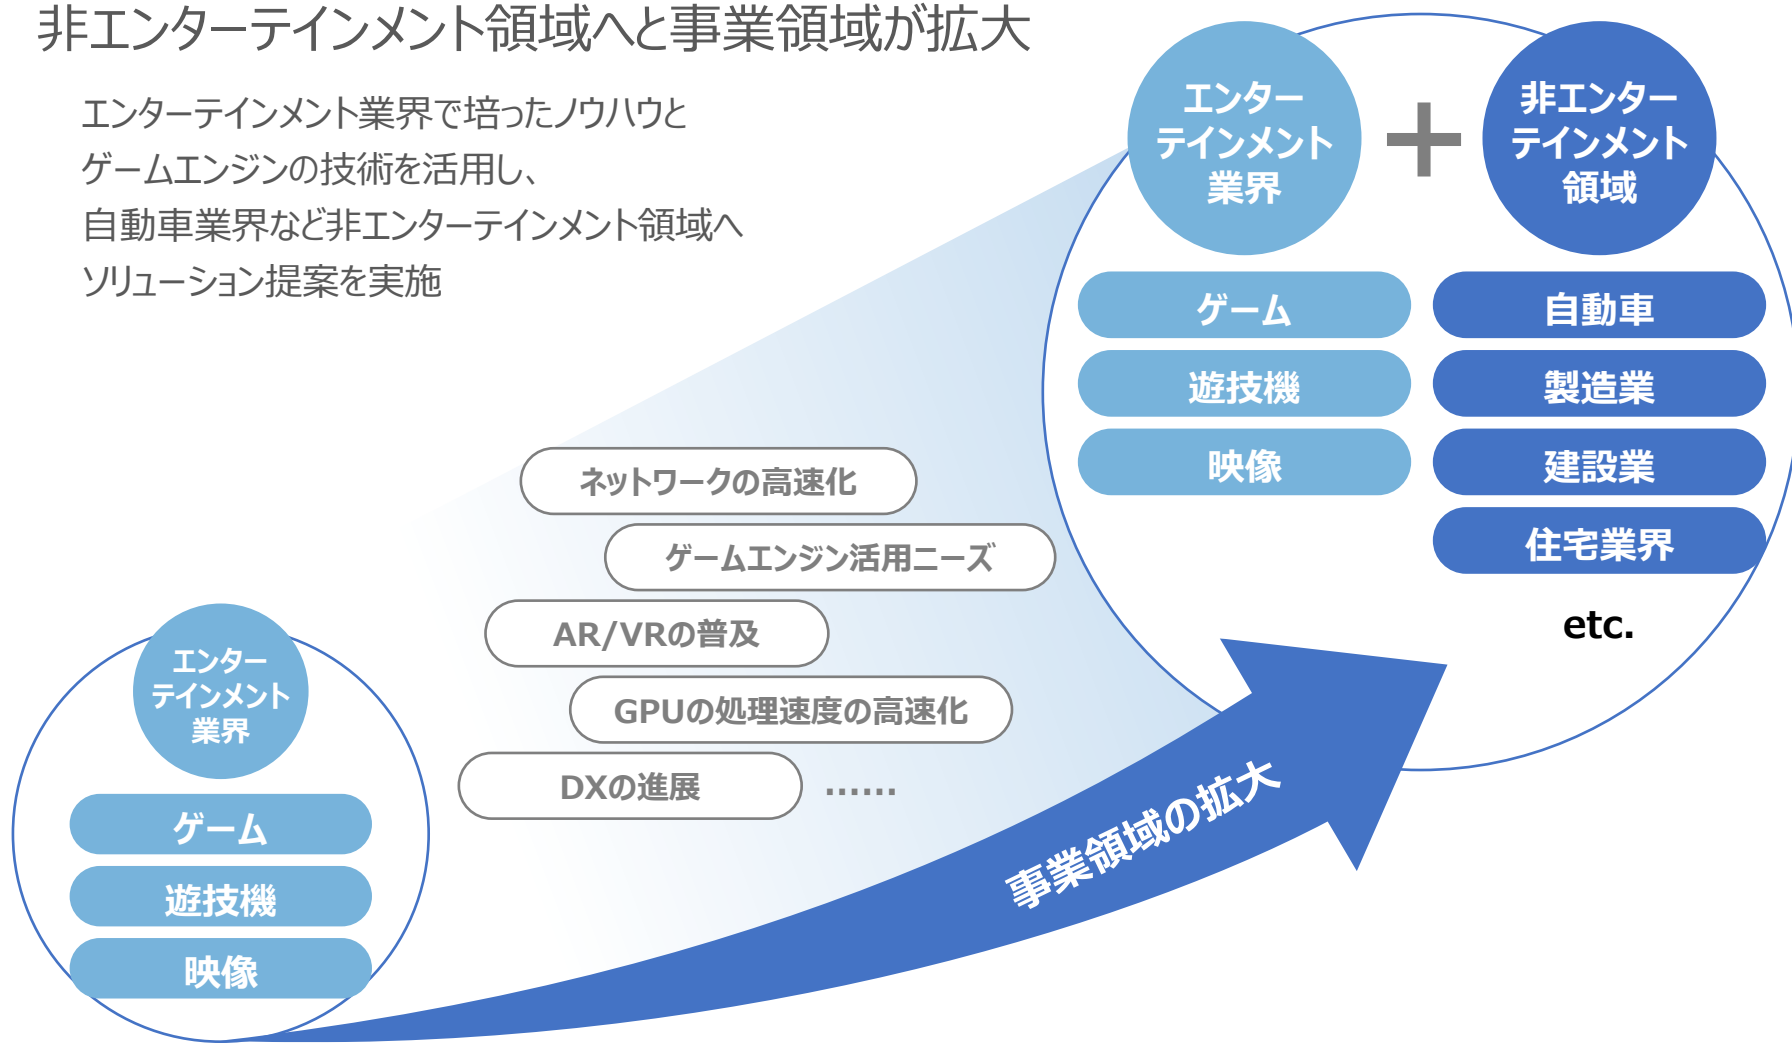 非エンターテインメント領域へと事業領域が拡大
エンターテインメント業界で培ったノウハウと
ゲームエンジンの技術を活用し、
自動車業界など非エンターテインメント領域へ
ソリューション提案を実施
エンター
テインメント
業界
ゲーム
遊技機
映像
ネットワークの高速化
ゲームエンジン活用ニーズ
AR/VRの普及
GPUの処理速度の高速化
DXの進展
……
事業領域の拡大
エンター
テインメント
業界
ゲーム
遊技機
映像
+
非エンター
テインメント
領域
自動車
製造業
建設業
住宅業界
etc.